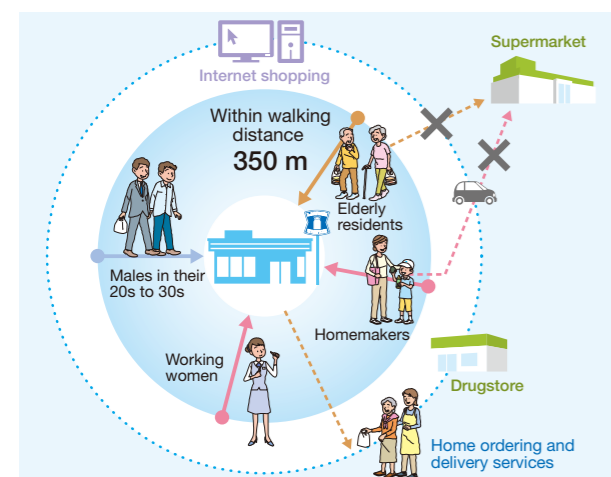 Supermarket
Internet shopping
Within walking
distance
350 m
Elderly
residents
Males in their
20s to 30s
Homemakers
Working
women
Drugstore
Home ordering and
delivery services